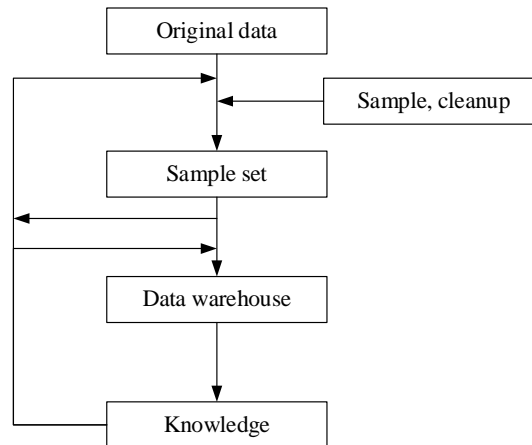 Original data
Sample, cleanup
Sample set
Data warehouse
Knowledge